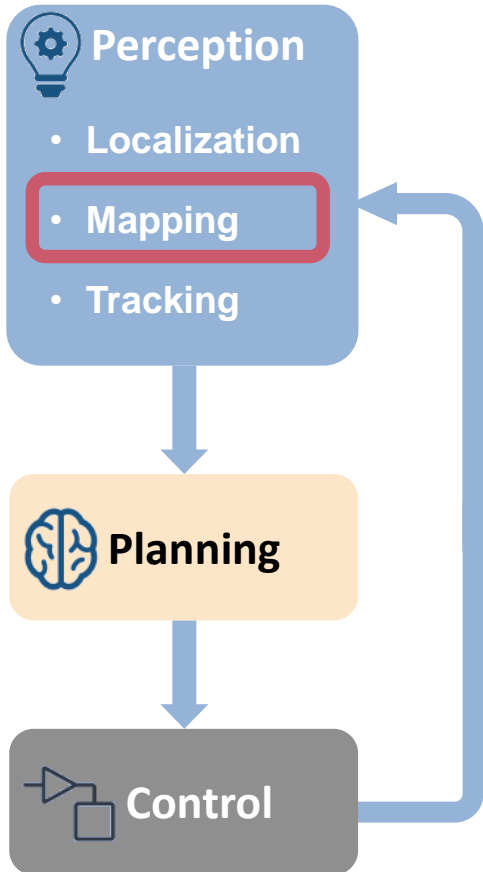 Perception
• Localization
• Mapping
• Tracking
Planning
Control